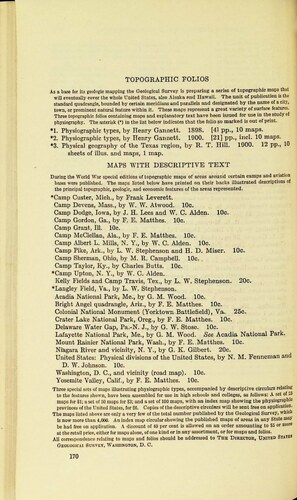 TOPOGRAPHIC FOLIOS
As a base for its geologic mapping the Geological Survey is preparing a series of topographic maps that
will eventually cover the whole United States, also Alaska and Hawaii. The unit of publication is the
standard quadrangle, bounded by certain meridians and parallels and designated by the name of a city,
town, or prominent natural feature within it. These maps represent a great variety of surface features.
Three topographic folios containing maps and explanatory text have been issued for use in the study of
physiography. The asterisk (*) in the list below indicates that the folio so marked is out of print.
*1. Physiographic types, by Henry Gannett. 1898. [4] pp., 10 maps.
*2. Physiographic types, by Henry Gannett. 1900. [21] pp., incl. 10 maps.
*3. Physical geography of the Texas region, by R. T. Hill. 1900. 12 pp., 10
sheets of illus. and maps, 1 map.
MAPS WITH DESCRIPTIVE TEXT
During the World War special editions of topographic maps of areas around certain camps and aviation
bases were published. The maps listed below have printed on their backs illustrated descriptions of
the principal topographic, geologic, and economic features of the areas represented.
*Camp Custer, Mich., by Frank Leverett.
Camp Devens, Mass., by W. W. Atwood. 10c.
Camp Dodge, Iowa, by J. H. Lees and W. C. Alden. 10c.
Camp Gordon, Ga., by F. E. Matthes. 10c.
Camp Grant, Ill. 10c.
Camp McClellan, Ala., by F. E. Matthes. 10c.
Camp Albert L. Mills, N. Y., by W. C. Alden. 10c.
Camp Pike, Ark., by L. W. Stephenson and H. D. Miser. 10c.
Camp Sherman, Ohio, by M. R. Campbell. 10c.
Camp Taylor, Ky., by Charles Butts. 10c.
*Camp Upton, N. Y., by W. C. Alden.
Kelly Fields and Camp Travis, Tex., by L. W. Stephenson. 20c.
*Langley Field, Va., by L. W. Stephenson.
Acadia National Park, Me., by G. M. Wood. 10c.
Bright Angel quadrangle, Ariz., by F. E. Matthes. 10c.
Colonial National Monument (Yorktown Battlefield), Va. 25c.
Crater Lake National Park, Oreg., by F. E. Matthes. 10c.
Delaware Water Gap, Pa.-N. J., by G. W. Stose. 10c.
Lafayette National Park, Me., by G. M. Wood. See Acadia National Park.
Mount Rainier National Park, Wash., by F. E. Matthes. 10c.
Niagara River and vicinity, N. Y., by G. K. Gilbert. 20c.
United States: Physical divisions of the United States, by N. M. Fenneman and
D. W. Johnson. 10c.
Washington, D. C., and vicinity (road map). 10c.
Yosemite Valley, Calif., by F. E. Matthes. 10c.
Three special sets of maps illustrating physiographic types, accompanied by descriptive circulars relating
to the features shown, have been assembled for use in high schools and colleges, as follows: A set of 25
maps for $1; a set of 50 maps for $2; and a set of 100 maps, with an index map showing the physiographic
provinces of the United States, for $4. Copies of the descriptive circulars will be sent free on application.
The maps listed above are only a very few of the total number published by the Geological Survey, which
is now more than 4,000. An index map circular showing the published maps of areas in any State may
be had free on application. A discount of 40 per cent is allowed on an order amounting to $5 or more
at the retail price, either for maps alone, of one kind or in any assortment, or for maps and folios.
All correspondence relating to maps and folios should be addressed to THE DIRECTOR, UNITED STATES
GEOLOGICAL SURVEY, WASHINGTON, D. C.
170